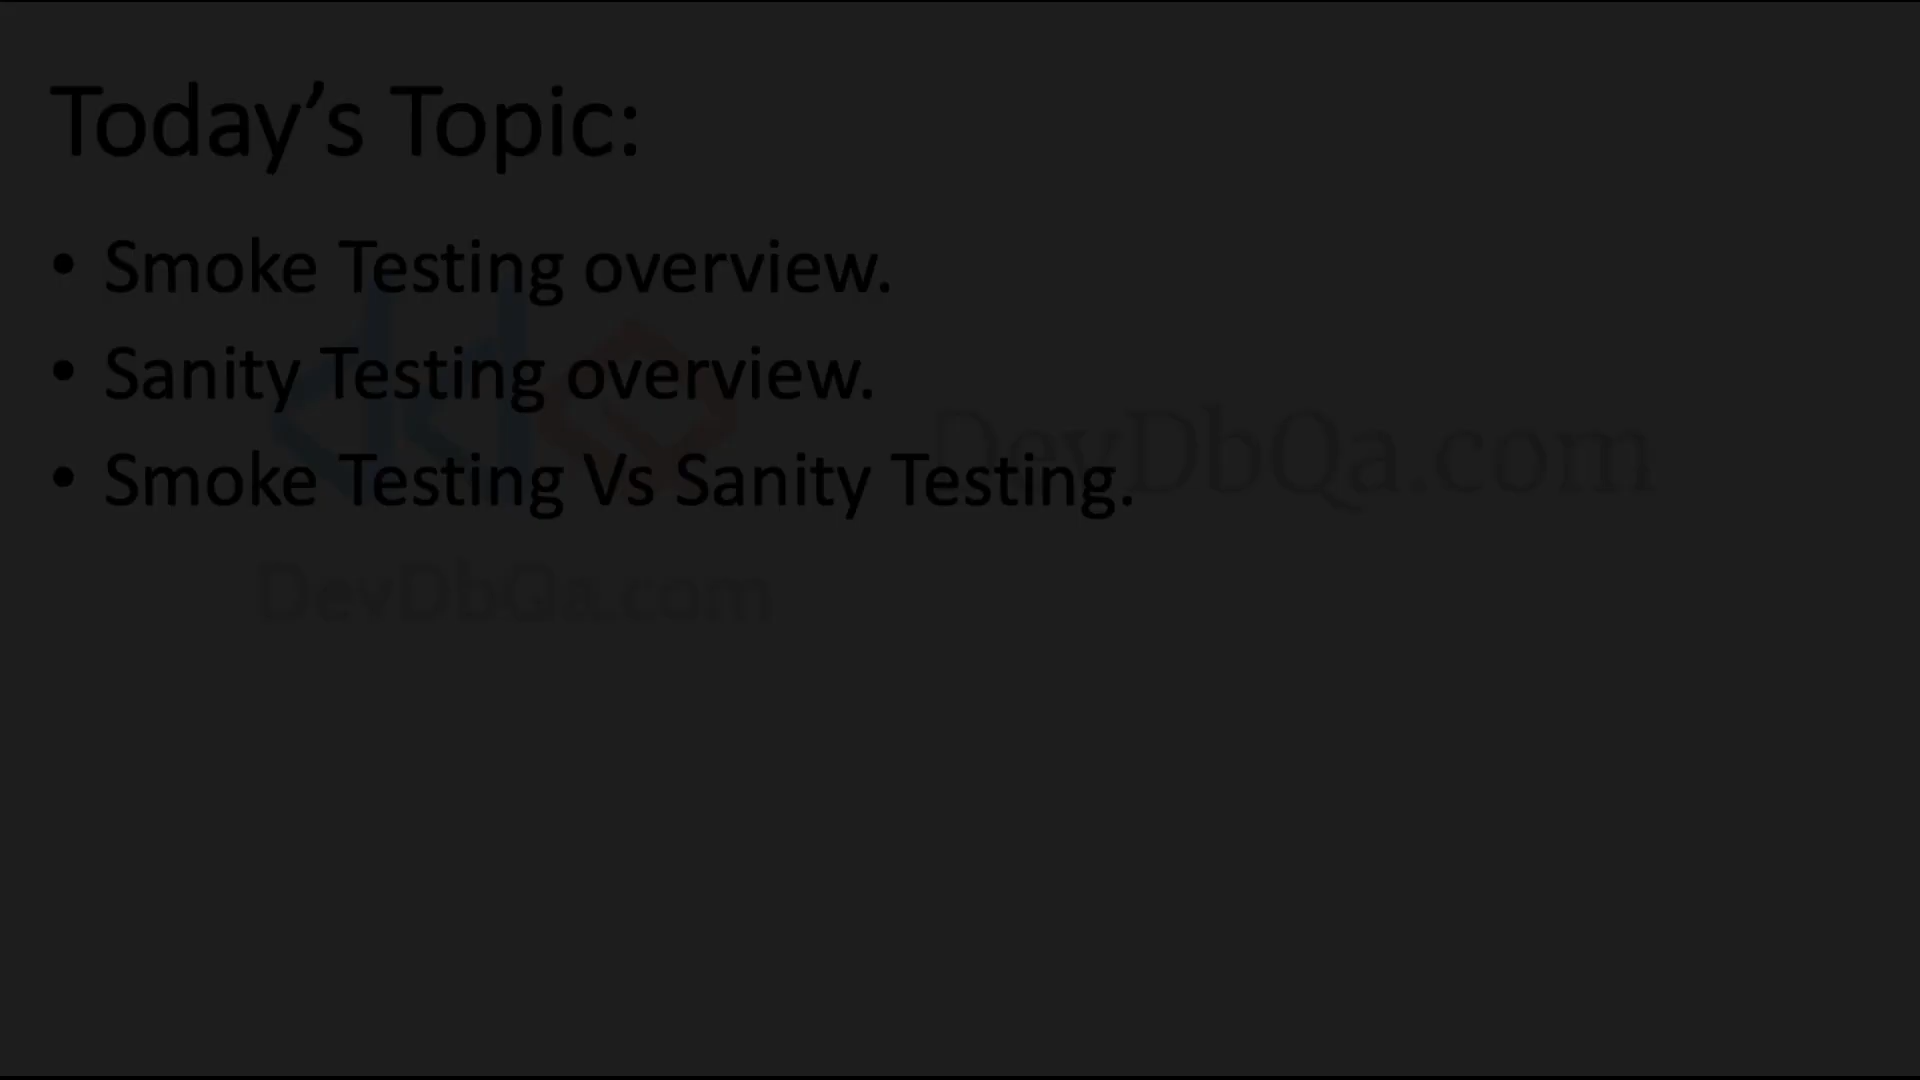 Today’s Topic:
• Smoke Testing overview.
• Sanity Testing overview.
• Smoke Testing Vs Sanity Testing.
DevDbQa.com
DevDbQa.com